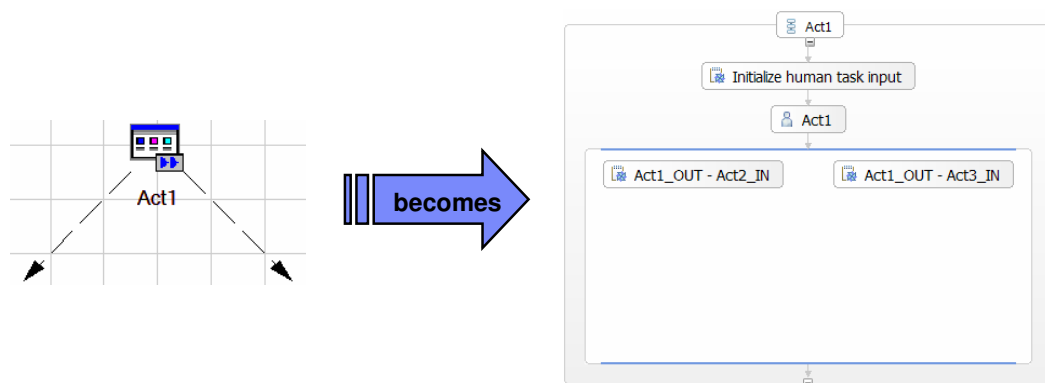 Act1
becomes
Act1
Initialize human task input
Act1
Act1_OUT - Act2_IN
Act1_OUT - Act3_IN